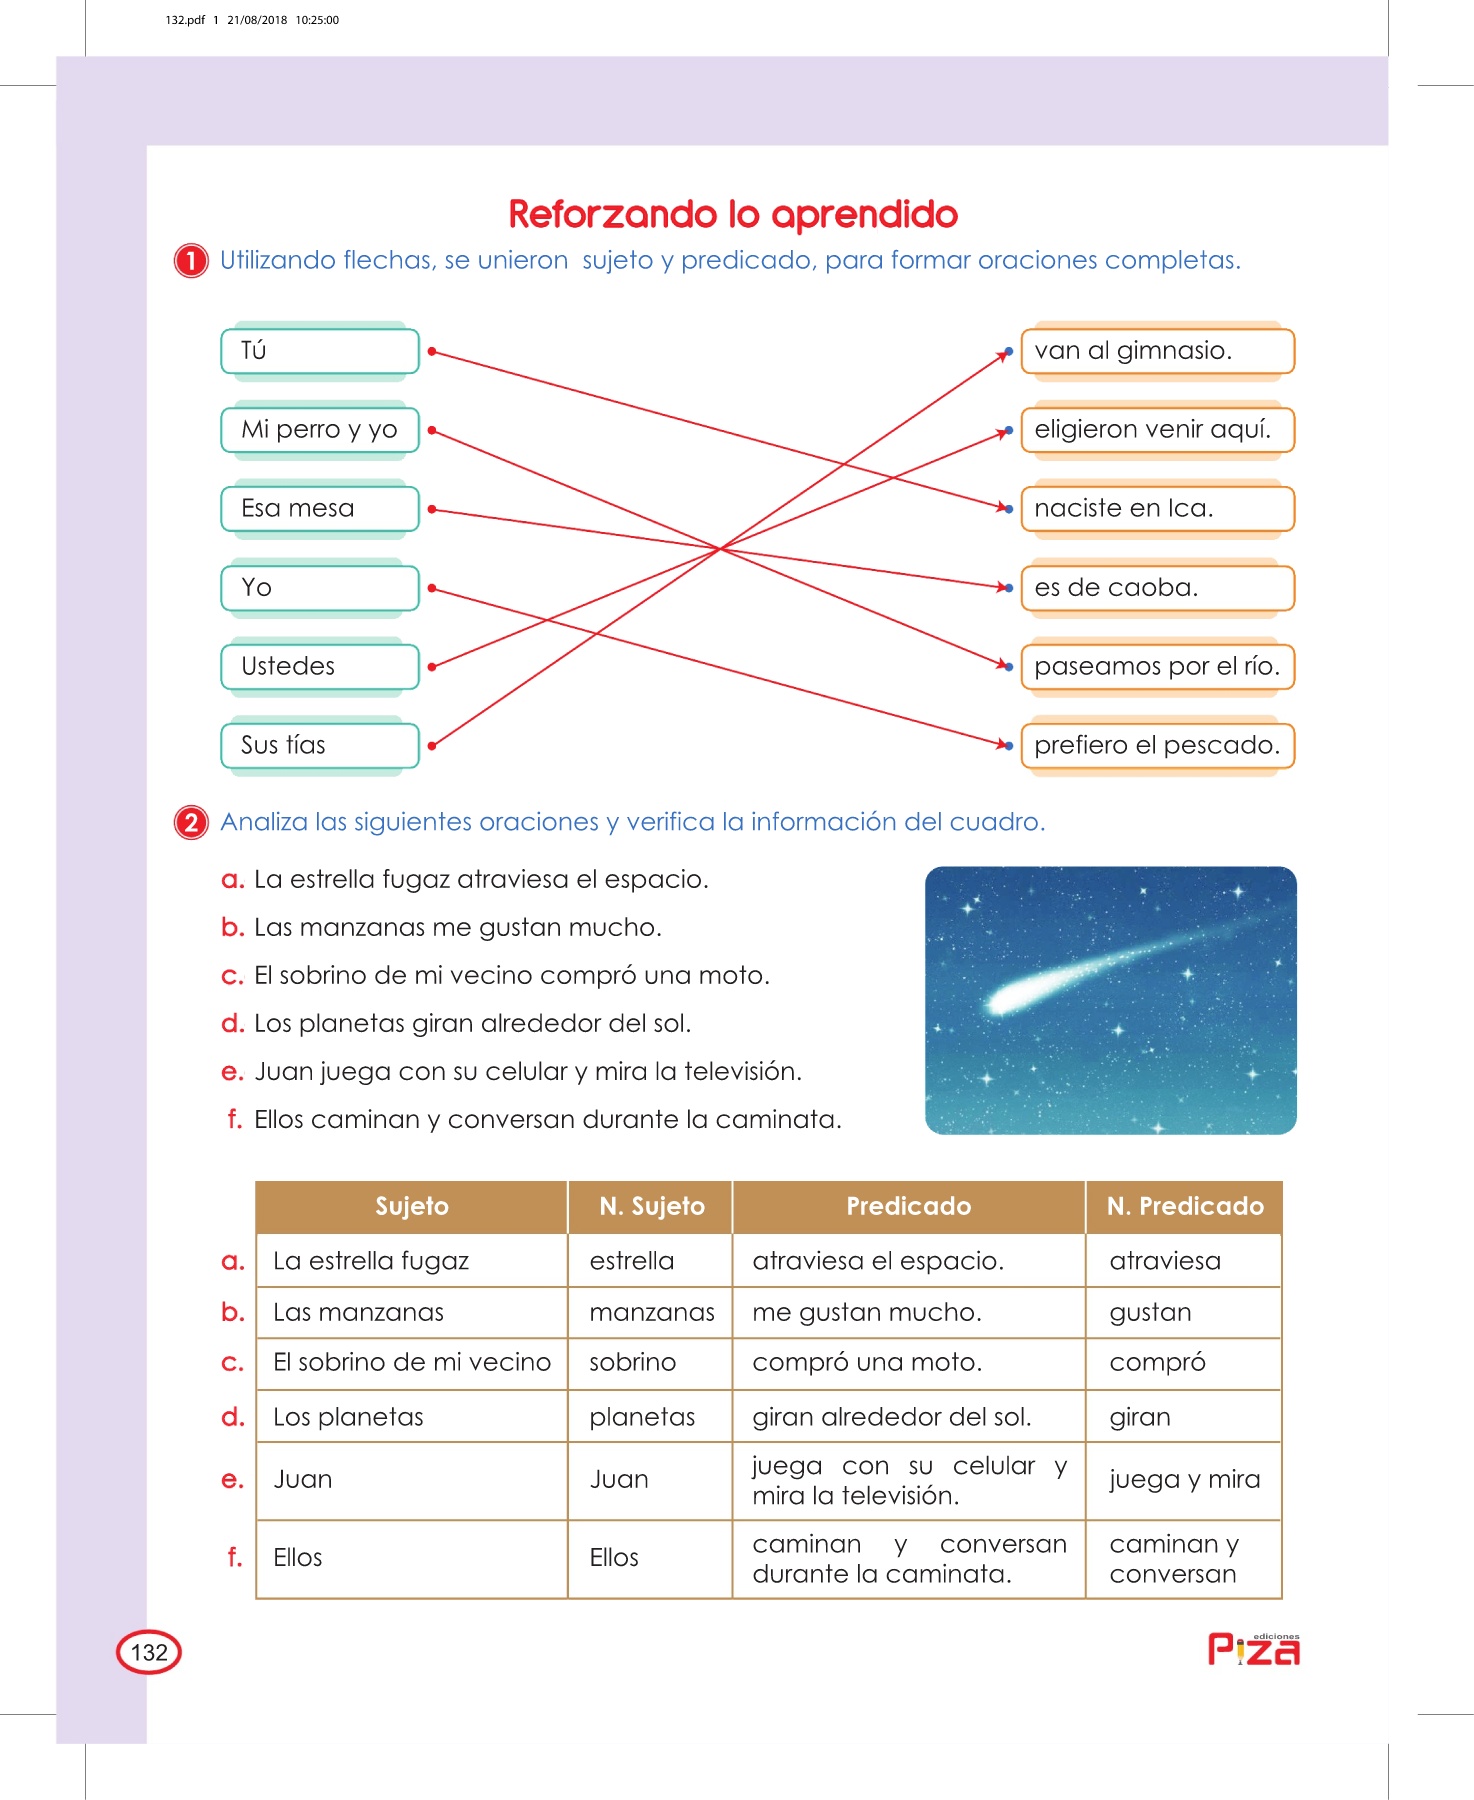 132.pdf 1 21/08/2018 10:25:00
Reforzando lo aprendido
1 Utilizando flechas, se unieron sujeto y predicado, para formar oraciones completas.
Tú
van al gimnasio.
Mi perro y yo
eligieron venir aquí.
Esa mesa
naciste en Ica.
Yo
es de caoba.
Ustedes
paseamos por el río.
Sus tías
prefiero el pescado.
2 Analiza las siguientes oraciones y verifica la información del cuadro.
a. La estrella fugaz atraviesa el espacio.
b. Las manzanas me gustan mucho.
c. El sobrino de mi vecino compró una moto.
d. Los planetas giran alrededor del sol.
e. Juan juega con su celular y mira la televisión.
f. Ellos caminan y conversan durante la caminata.
Sujeto N. Sujeto Predicado N. Predicado
a. La estrella fugaz estrella atraviesa el espacio. atraviesa
b. Las manzanas manzanas me gustan mucho. gustan
c. El sobrino de mi vecino sobrino compró una moto. compró
d. Los planetas planetas giran alrededor del sol. giran
e. Juan Juan juega con su celular y
mira la televisión. juega y mira
f. Ellos Ellos caminan y conversan
durante la caminata. caminan y
conversan
132
ediciones
Piza